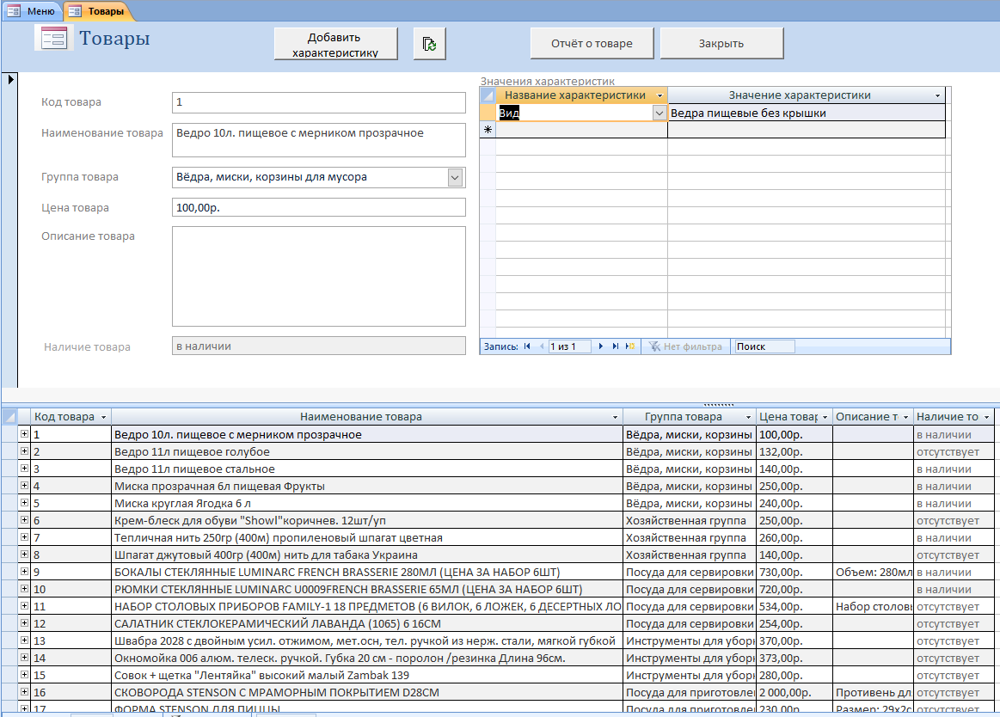 Меню Товары
Товары
Добавить характеристику
Отчёт о товаре
Закрыть
Код товара 1
Наименование товара Ведро 10л. пищевое с мерником прозрачное
Группа товара Вёдра, миски, корзины для мусора
Цена товара 100,00р.
Описание товара
Наличие товара в наличии
Значения характеристик
Название характеристики Значение характеристики
Вид Ведра пищевые без крышки
Запись: 1 из 1 Нет фильтра Поиск
Код товара Наименование товара Группа товара Цена товар Описание т Наличие то
1 Ведро 10л. пищевое с мерником прозрачное Вёдра, миски, корзины 100,00р. в наличии
2 Ведро 11л пищевое голубое Вёдра, миски, корзины 132,00р. отсутствует
3 Ведро 11л пищевое стальное Вёдра, миски, корзины 140,00р. в наличии
4 Миска прозрачная 6л пищевая Фрукты Вёдра, миски, корзины 250,00р. в наличии
5 Миска круглая Ягодка 6 л Вёдра, миски, корзины 240,00р. в наличии
6 Крем-блеск для обуви "Showl"коричнев. 12шт/уп Хозяйственная группа 250,00р. отсутствует
7 Тепличная нить 250гр (400м) пропиленовый шпагат цветная Хозяйственная группа 260,00р. в наличии
8 Шпагат джутовый 400гр (400м) нить для табака Украина Хозяйственная группа 140,00р. отсутствует
9 БОКАЛЫ СТЕКЛЯННЫЕ LUMINARC FRENCH BRASSERIE 280МЛ (ЦЕНА ЗА НАБОР 6ШТ) Посуда для сервировки 730,00р. Объем: 280мл в наличии
10 РЮМКИ СТЕКЛЯННЫЕ LUMINARC U0009FRENCH BRASSERIE 65МЛ (ЦЕНА ЗА НАБОР 6ШТ) Посуда для сервировки 720,00р. в наличии
11 НАБОР СТОЛОВЫХ ПРИБОРОВ FAMILY-1 18 ПРЕДМЕТОВ (6 ВИЛОК, 6 ЛОЖЕК, 6 ДЕСЕРТНЫХ ЛО Посуда для сервировки 534,00р. Набор столовы отсутствует
12 САЛАТНИК СТЕКЛОКЕРАМИЧЕСКИЙ ЛАВАНДА (1065) 6 16СМ Посуда для сервировки 254,00р. отсутствует
13 Швабра 2028 с двойным усил. отжимом, мет.осн, тел. ручкой из нерж. стали, мягкой губкой Инструменты для уборк 370,00р. отсутствует
14 Окномойка 006 алюм. телеск. ручкой. Губка 20 см - поролон /резинка Длина 96см. Инструменты для уборк 373,00р. отсутствует
15 Совок + щетка "Лентяйка" высокий малый Zambak 139 Инструменты для уборк 280,00р. отсутствует
16 СКОВОРОДА STENSON С МРАМОРНЫМ ПОКРЫТИЕМ D28СМ Посуда для приготовле 2 000,00р. Противень дл отсутствует
17 ФОРМА STENSON ДЛЯ ПИЦЦЫ Посуда для приготовле 230,00р. Размер: 29х2с отсутствует